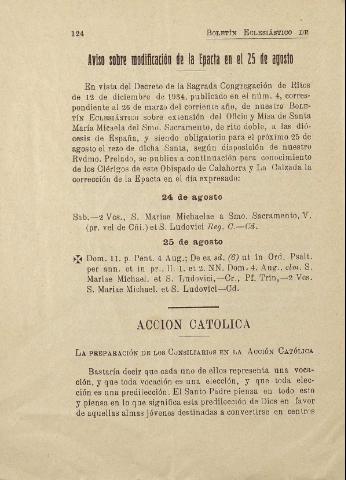 124 BOLETÍN ECLESIÁSTICO DE
Aviso sobre modificación de la Epacta en el 25 de agosto
En vista del Decreto de la Sagrada Congregación de Ritos
de 12 de diciembre de 1934, publicado en el núm. 4, corres-
pondiente al 26 de marzo del corriente año, de nuestro BOLE-
TÍN ECLESIÁSTICO sobre extensión del Oficio y Misa de Santa
María Micaela del Smo. Sacramento, de rito doble, a las dió-
cesis de España, y siendo obligatorio para el próximo 25 de
agosto el rezo de dicha Santa, según disposición de nuestro
Rvdmo. Prelado, se publica a continuación para conocimiento
de los Clérigos de este Obispado de Calahorra y La Calzada la
corrección de la Epacta en el día expresado:
24 de agosto
Sab.—2 Ves., S. Mariae Michaelae a Smo. Sacramento, V.
(pr. vel de Cñi.) et S. Ludovici Reg. C.—Cd.
25 de agosto
✠ Dom. 11. p. Pent. 4 Aug.; De ea sd. (6) ut in Ord. Psalt.
per ann. et in pr., ll. 1. et 2. NN. Dom. 4. Aug., com. S.
Mariae Michael. et S. Ludovici,—Cr., Pf. Trin,—2 Ves.
S. Mariae Michael. et S. Ludovici—Cd.
ACCION CATOLICA
LA PREPARACIÓN DE LOS CONSILIARIOS EN LA ACCIÓN CATÓLICA
Bastaría decir que cada uno de ellos representa una voca-
ción, y que toda vocación es una elección, y que toda elec-
ción es una predilección. El Santo Padre piensa en todo esto
y piensa en lo que significa esta predilección de Dios en favor
de aquellas almas jóvenes destinadas a convertirse en centros